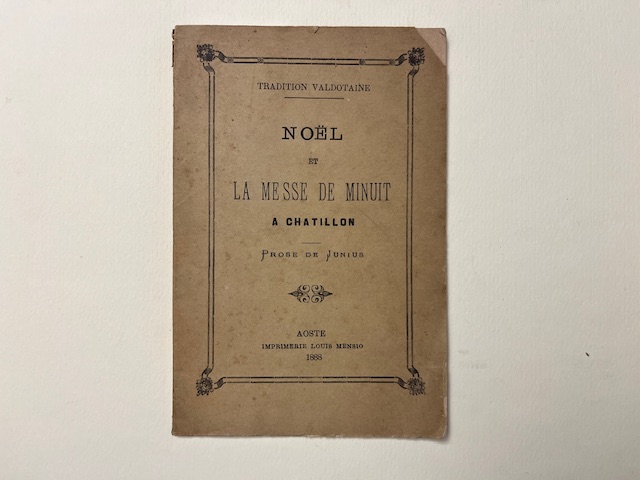 TRADITION VALDOTAINE
NOËL
ET
LA MESSE DE MINUIT
A CHATILLON
PROSE DE JUNIUS
AOSTE
IMPRIMERIE LOUIS MENSIO
1888